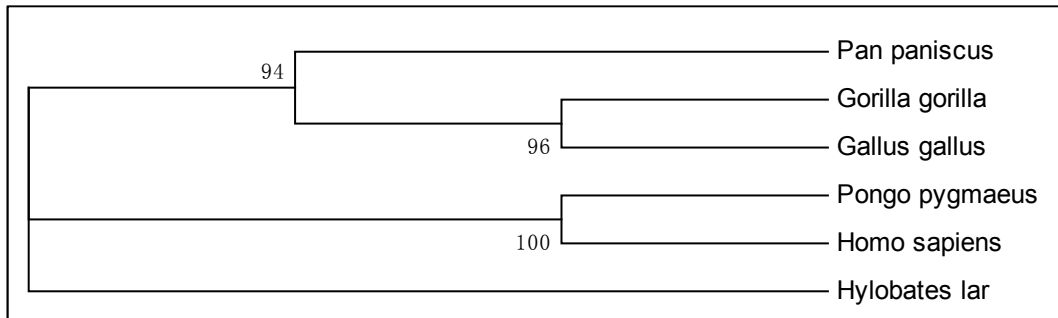 Pan paniscus
94
Gorilla gorilla
96
Gallus gallus
Pongo pygmaeus
100
Homo sapiens
Hylobates lar